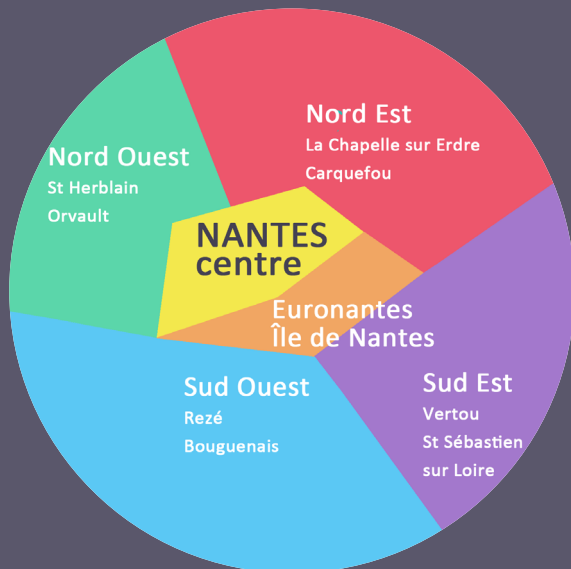 Nord Est
La Chapelle sur Erdre
Carquefou
Nord Ouest
St Herblain
Orvault
NANTES
centre
Euronantes
Île de Nantes
Sud Ouest
Rezé
Bouguenais
Sud Est
Vertou
St Sébastien
sur Loire